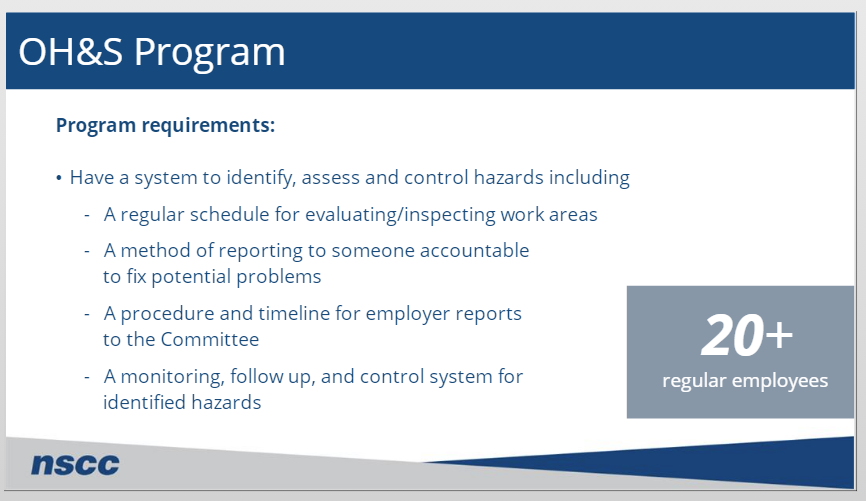 OH&S Program
Program requirements:
• Have a system to identify, assess and control hazards including
- A regular schedule for evaluating/inspecting work areas
- A method of reporting to someone accountable
to fix potential problems
- A procedure and timeline for employer reports
to the Committee
- A monitoring, follow up, and control system for
identified hazards
20+
regular employees
nscc